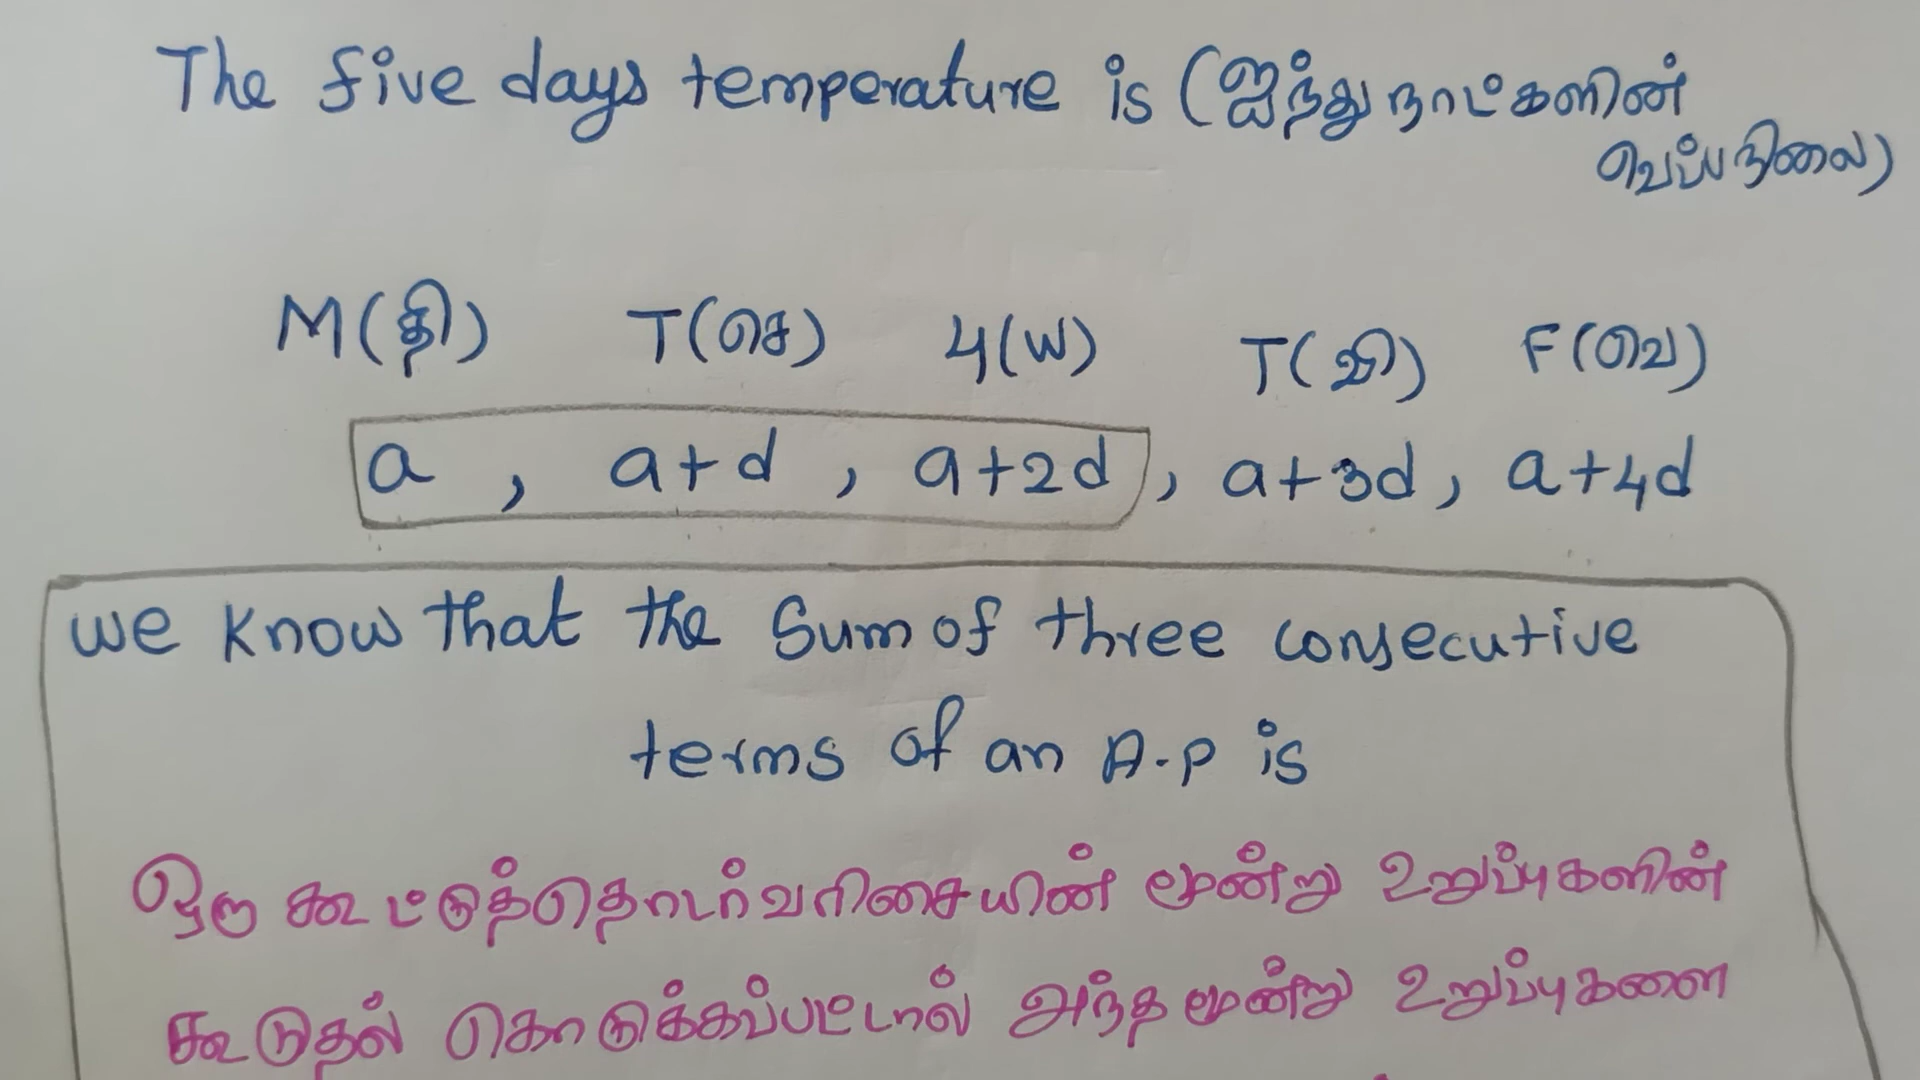 The five days temperature is (ஐந்து நாட்களின்
வெப்பநிலை)
M(தி) T(செ) 4(W) T(வி) F(வெ)
a , a+d , a+2d , a+3d , a+4d
we know that the Sum of three consecutive
terms of an A.P is
ஒரு கூட்டுத்தொடர்வரிசையின் மூன்று உறுப்புகளின்
கூடுதல் கொடுக்கப்பட்டால் அந்த மூன்று உறுப்புகளை